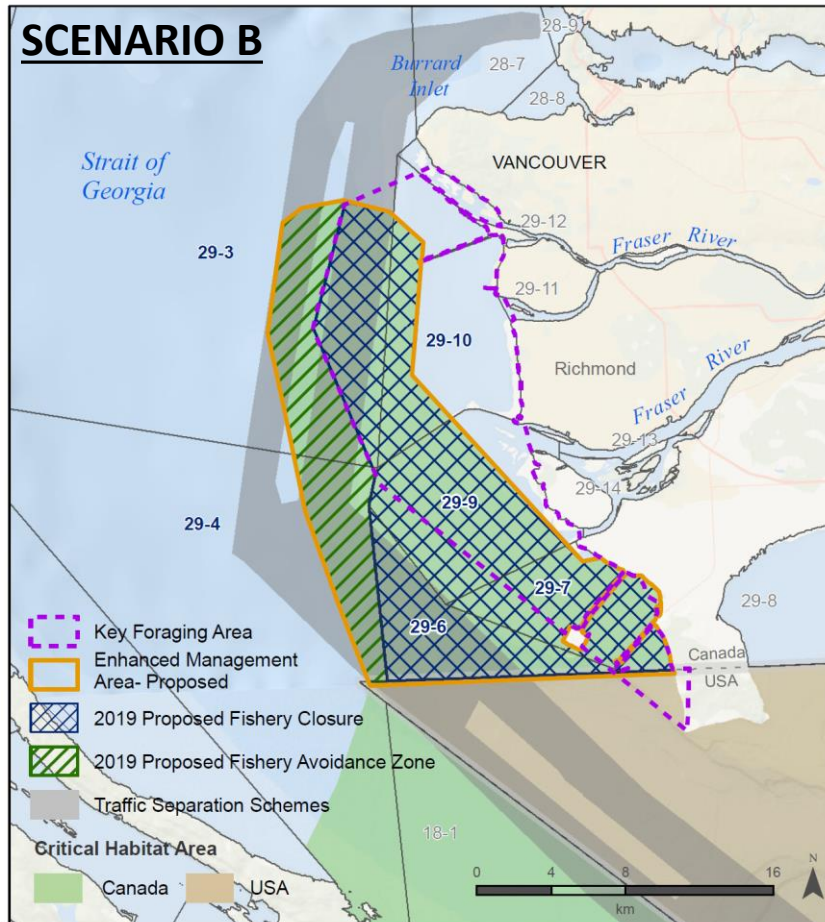 SCENARIO B
28-9
28-7
Burrard
Inlet
28-8
Strait of
Georgia
VANCOUVER
29-12
Fraser River
29-3
29-11
29-10
Richmond
Fraser River
29-13
29-14
29-9
29-4
29-7
29-8
29-6
Canada
USA
Key Foraging Area
Enhanced Management
Area- Proposed
2019 Proposed Fishery Closure
2019 Proposed Fishery Avoidance Zone
Traffic Separation Schemes
Critical Habitat Area
Canada USA
18-1
0 4 8 16
km
N